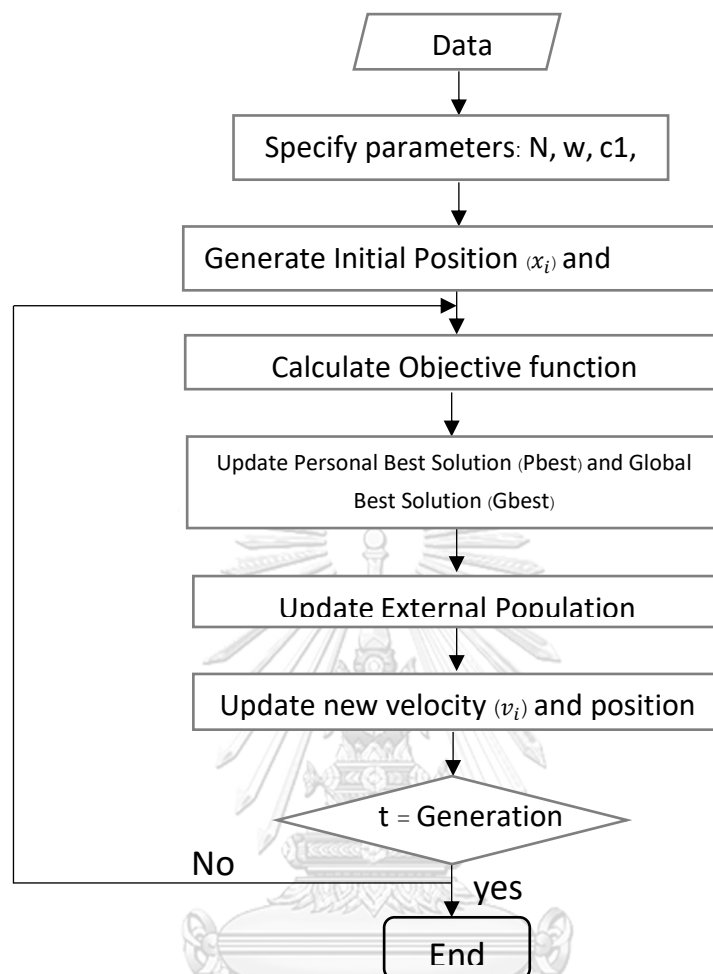 Data
Specify parameters: N, w, c1,
Generate Initial Position (𝑥𝑖) and
Calculate Objective function
Update Personal Best Solution (Pbest) and Global
Best Solution (Gbest)
Update External Population
Update new velocity (𝑣𝑖) and position
t = Generation
No
yes
End